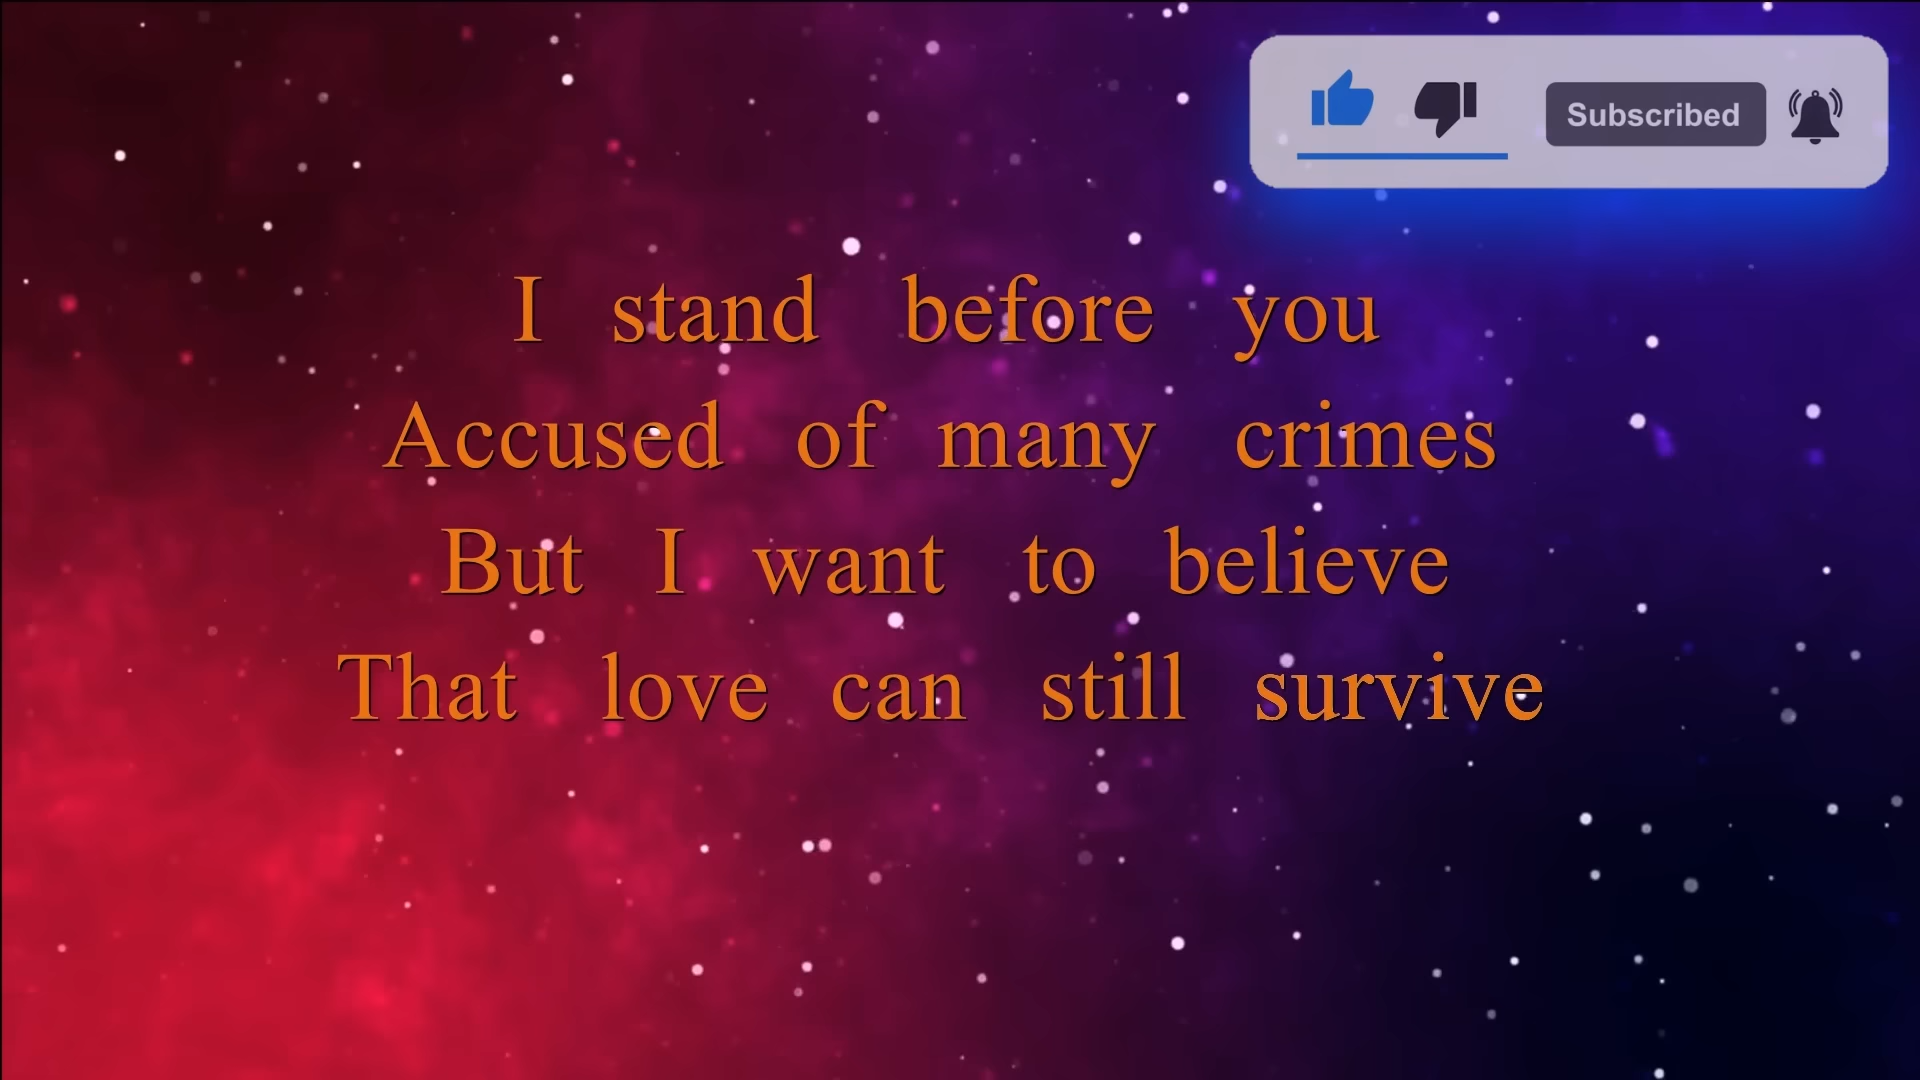 Subscribed
I stand before you
Accused of many crimes
But I want to believe
That love can still survive